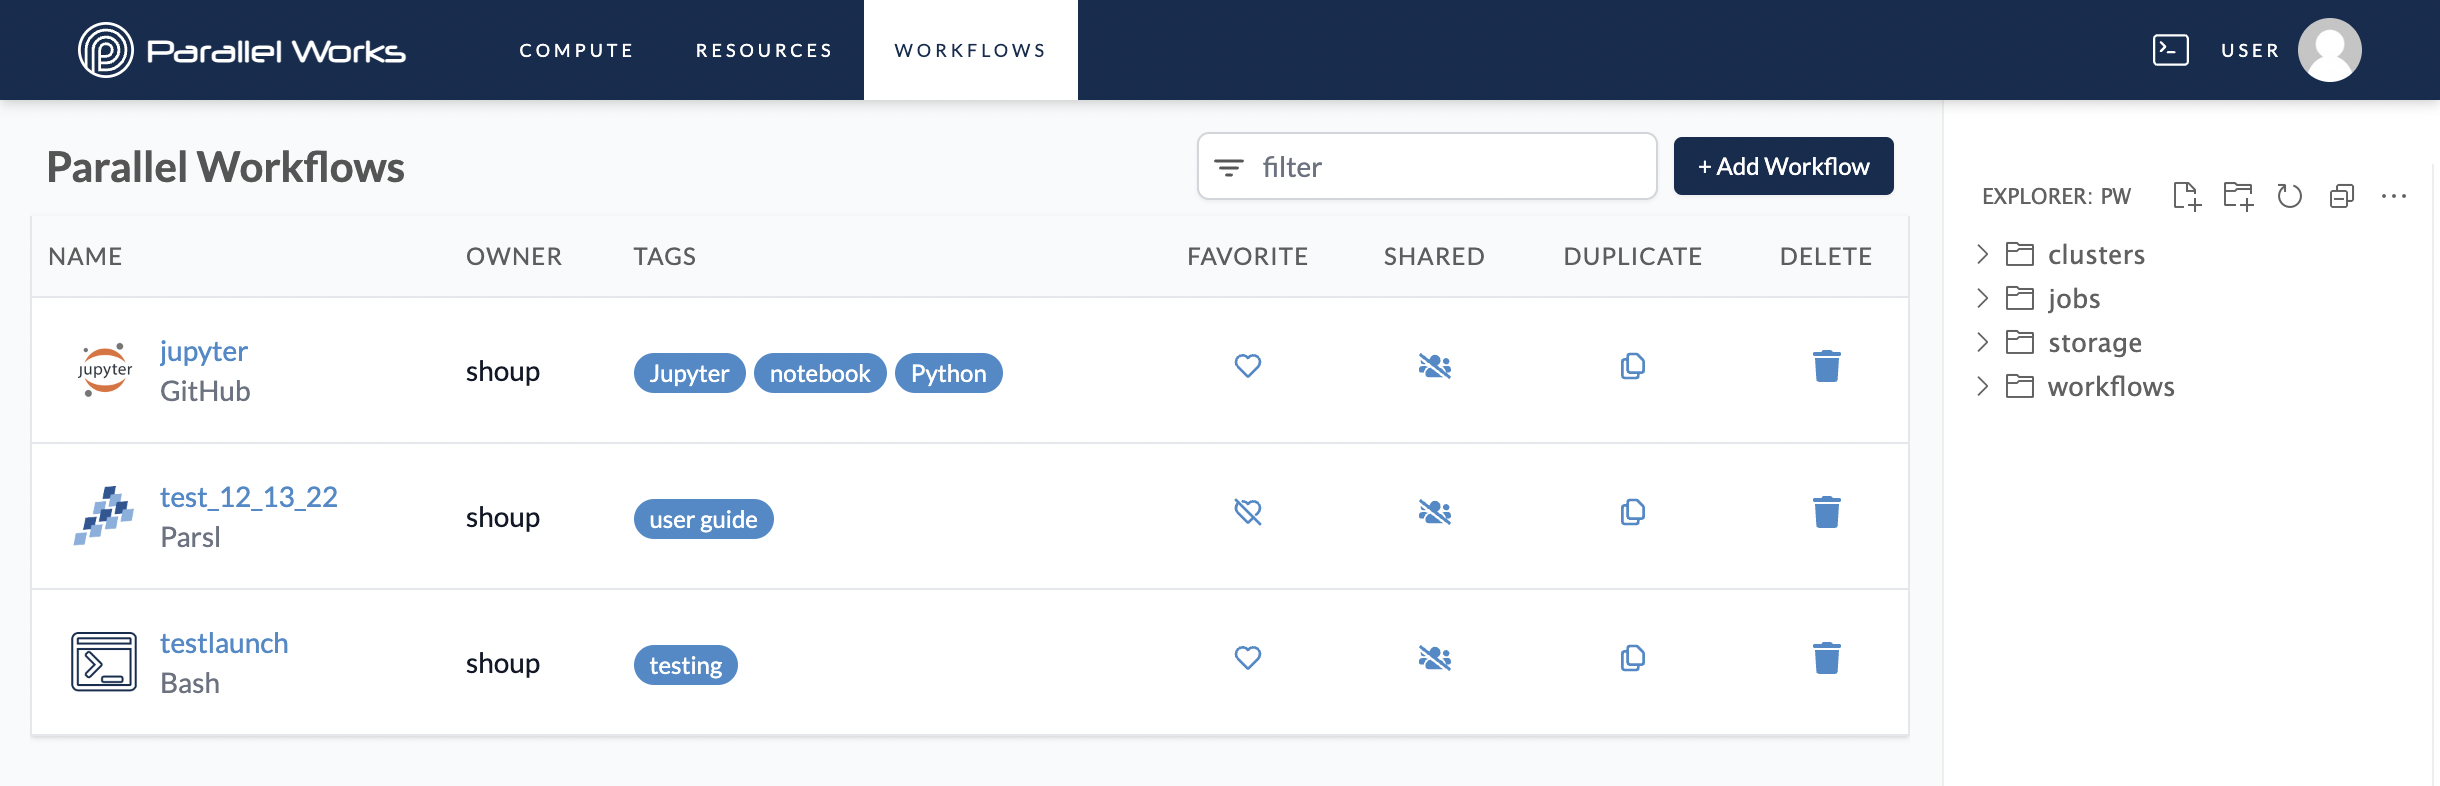 Parallel Works COMPUTE RESOURCES WORKFLOWS USER
Parallel Workflows
filter
+ Add Workflow
NAME OWNER TAGS FAVORITE SHARED DUPLICATE DELETE
jupyter
jupyter
GitHub
shoup
Jupyter notebook Python
test_12_13_22
Parsl
shoup
user guide
testlaunch
Bash
shoup
testing
EXPLORER: PW
clusters
jobs
storage
workflows